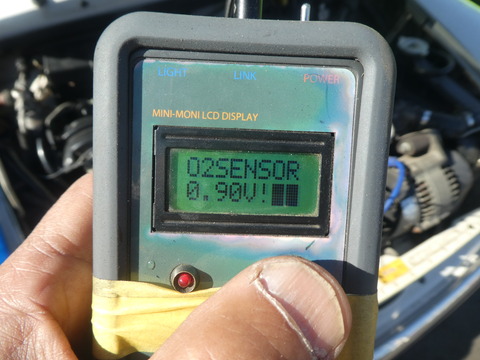 LIGHT LINK POWER
MINI-MONI LCD DISPLAY
O2SENSOR
0.90V!